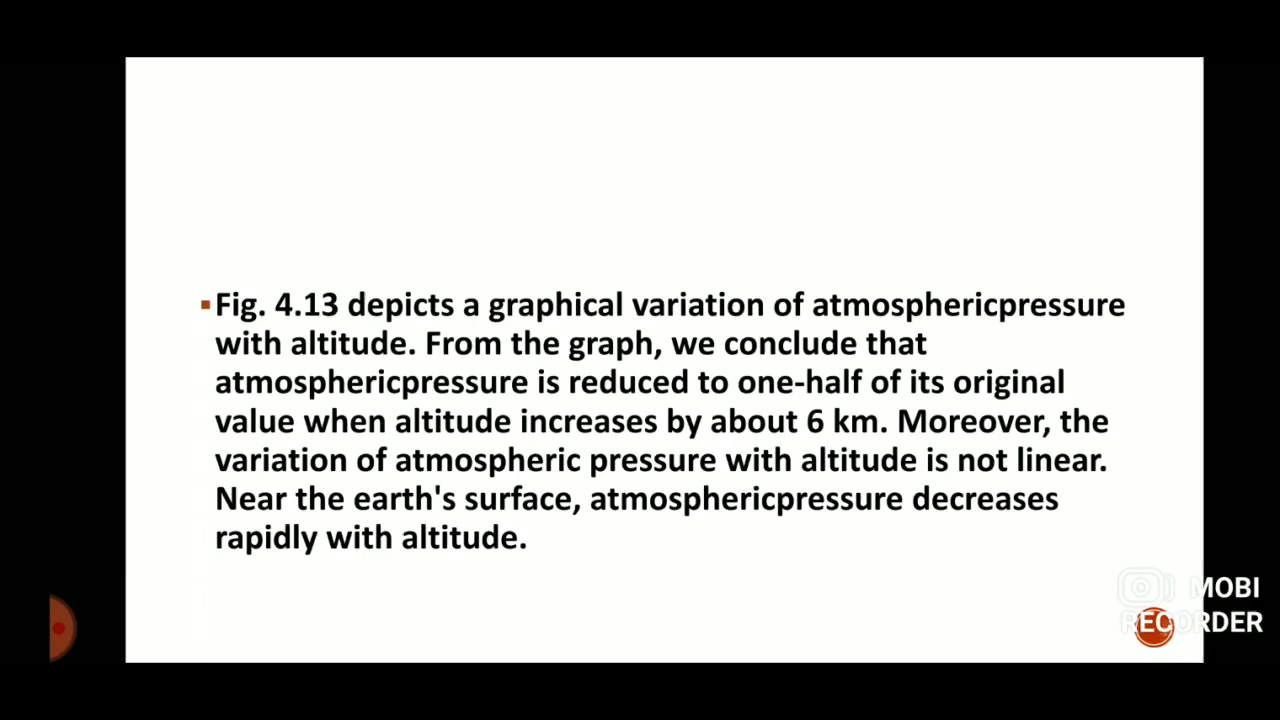 ▪Fig. 4.13 depicts a graphical variation of atmosphericpressure
with altitude. From the graph, we conclude that
atmosphericpressure is reduced to one-half of its original
value when altitude increases by about 6 km. Moreover, the
variation of atmospheric pressure with altitude is not linear.
Near the earth's surface, atmosphericpressure decreases
rapidly with altitude.
MOBI
RECORDER